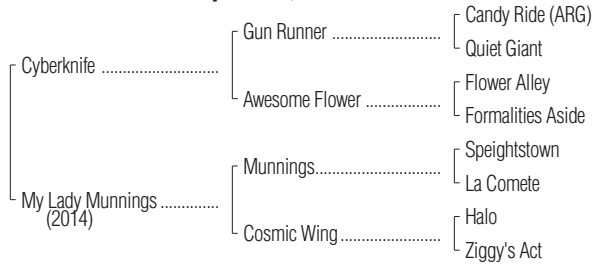 Candy Ride (ARG)
Gun Runner ....................
Quiet Giant
Cyberknife ......................
Flower Alley
Awesome Flower ..............
Formalities Aside
Speightstown
Munnings........................
La Comete
My Lady Munnings .............
(2014)
Halo
Cosmic Wing...................
Ziggy's Act